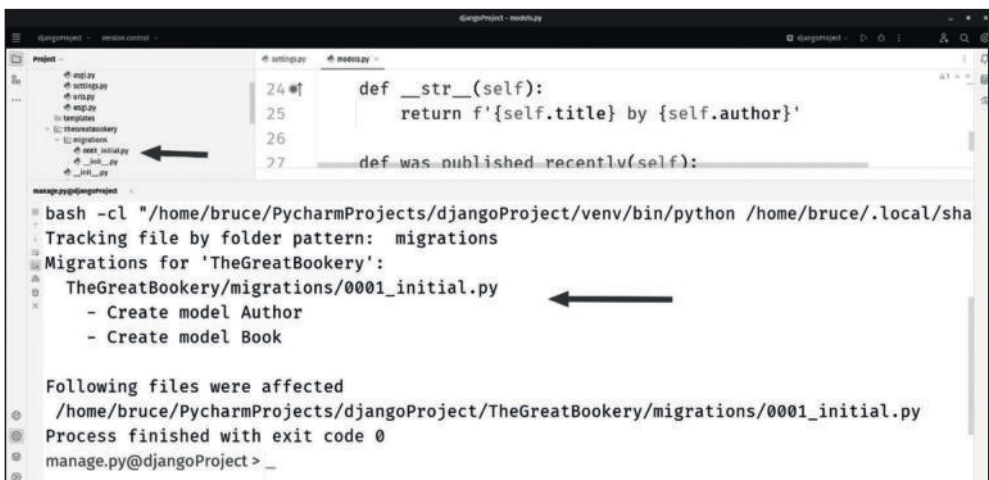 djangoProject – models.py
djangoProject
version control
djangoProject
Project
settings.py
models.py
asgi.py
settings.py
urls.py
wsgi.py
templates
thegreatbookery
migrations
0001_initial.py
__init__.py
__init__.py
24
def __str__(self):
25
return f'{self.title} by {self.author}'
26
27
def was_published_recently(self):
manage.py@djangoProject
bash -cl "/home/bruce/PycharmProjects/djangoProject/venv/bin/python /home/bruce/.local/sha
Tracking file by folder pattern:  migrations
Migrations for 'TheGreatBookery':
TheGreatBookery/migrations/0001_initial.py
- Create model Author
- Create model Book
Following files were affected
/home/bruce/PycharmProjects/djangoProject/TheGreatBookery/migrations/0001_initial.py
Process finished with exit code 0
manage.py@djangoProject > _